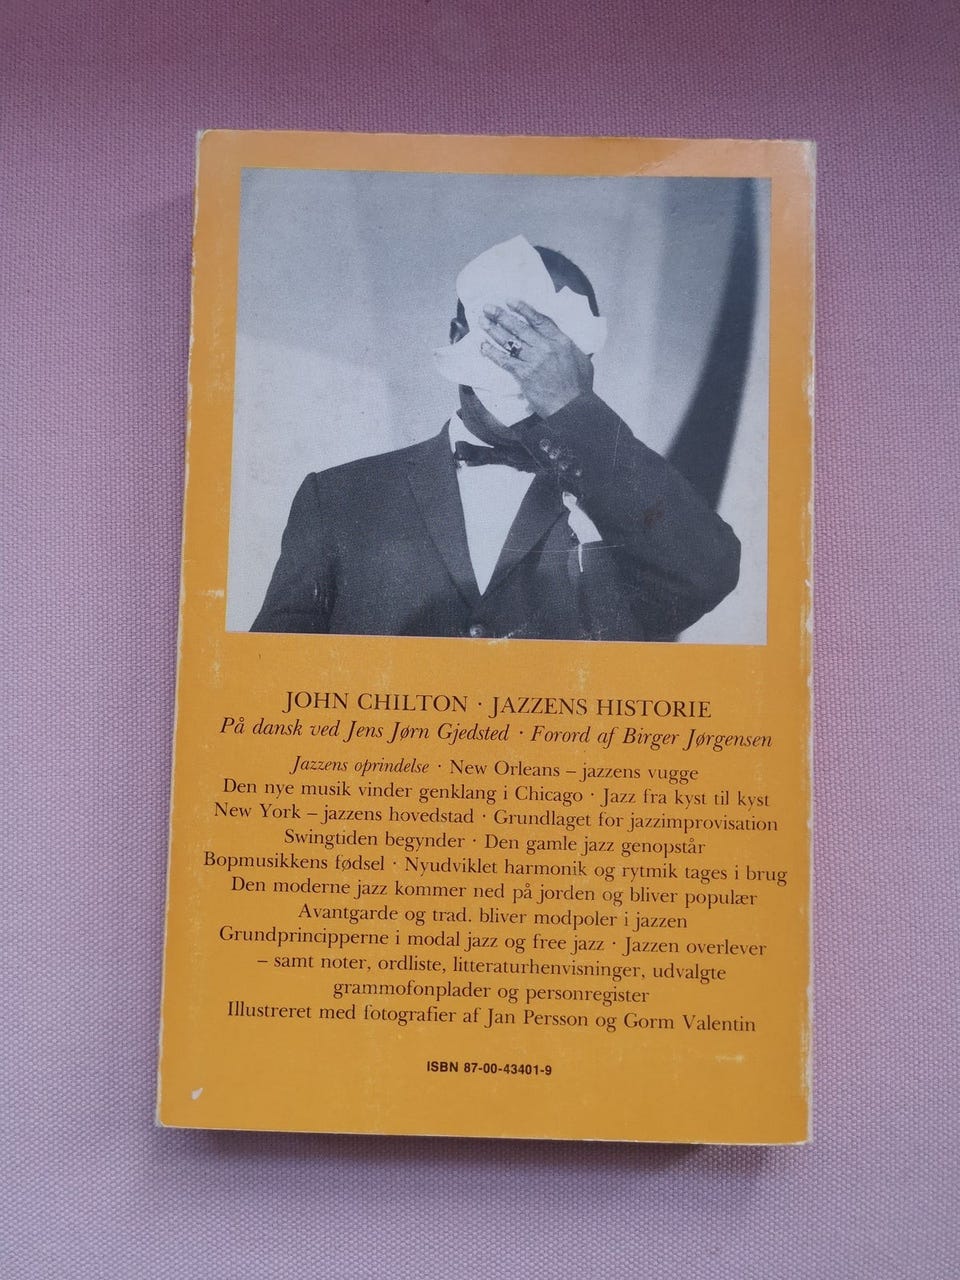 JOHN CHILTON · JAZZENS HISTORIE
På dansk ved Jens Jørn Gjedsted · Forord af Birger Jørgensen
Jazzens oprindelse · New Orleans – jazzens vugge
Den nye musik vinder genklang i Chicago · Jazz fra kyst til kyst
New York – jazzens hovedstad · Grundlaget for jazzimprovisation
Swingtiden begynder · Den gamle jazz genopstår
Bopmusikkens fødsel · Nyudviklet harmonik og rytmik tages i brug
Den moderne jazz kommer ned på jorden og bliver populær
Avantgarde og trad. bliver modpoler i jazzen
Grundprincipperne i modal jazz og free jazz · Jazzen overlever
– samt noter, ordliste, litteraturhenvisninger, udvalgte
grammofonplader og personregister
Illustreret med fotografier af Jan Persson og Gorm Valentin
ISBN 87-00-43401-9